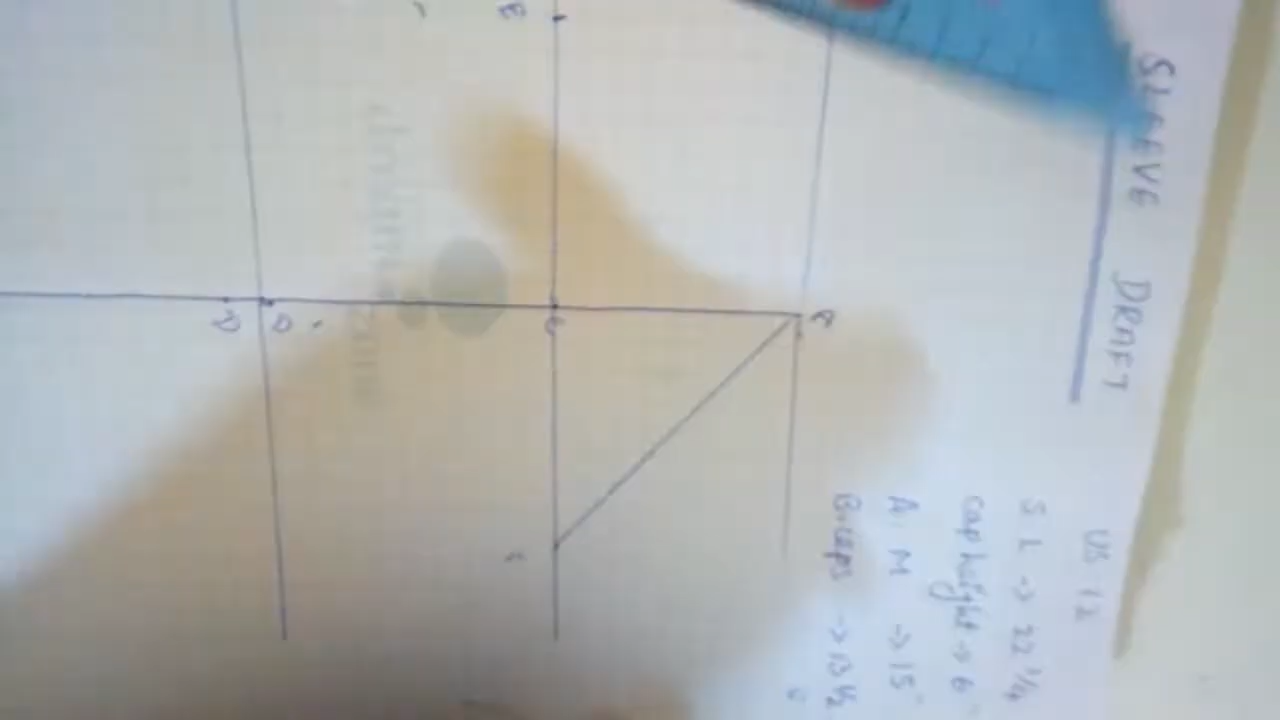 SLEEVE DRAFT
US 12
S L -> 22 1/4
cap height -> 6"
A. M -> 15"
Biceps -> 13 1/2
A
C
D
D